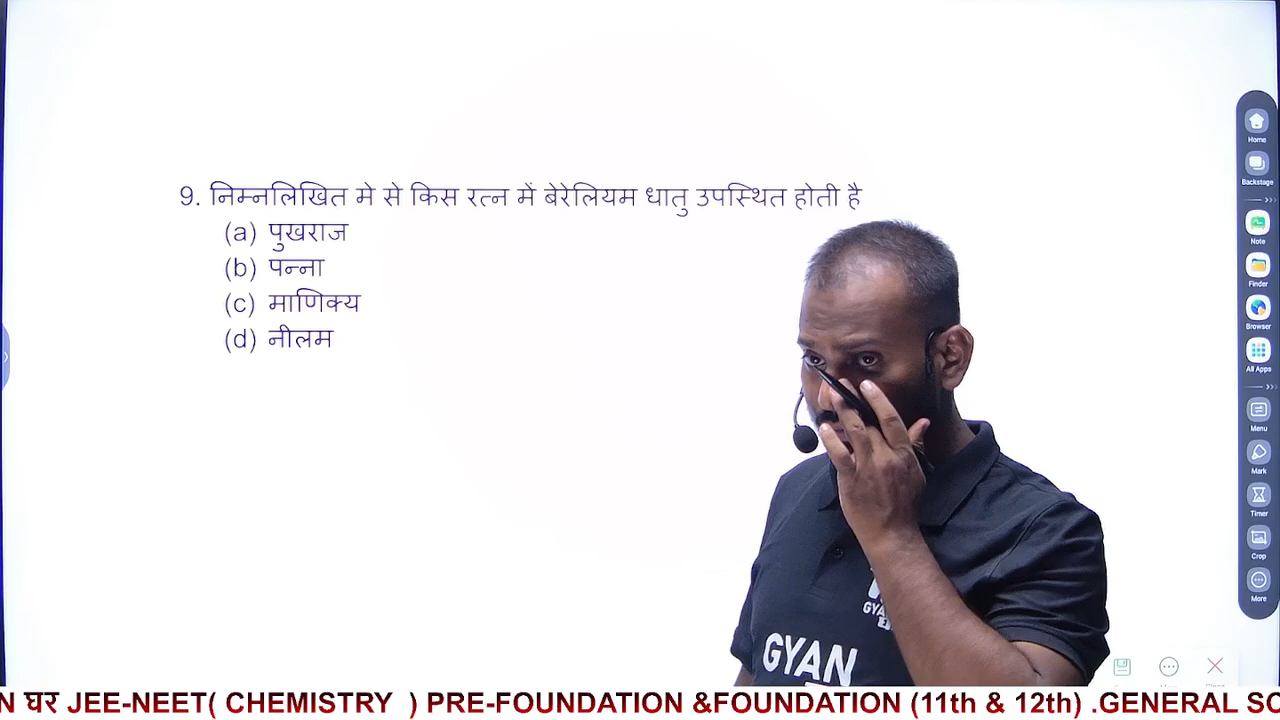 9. निम्नलिखित मे से किस रत्न में बेरेलियम धातु उपस्थित होती है
(a) पुखराज
(b) पन्ना
(c) माणिक्य
(d) नीलम
Home
Backstage
Note
Finder
Browser
All Apps
Menu
Mark
Timer
Crop
More
GYA
GYAN
N घर JEE-NEET( CHEMISTRY ) PRE-FOUNDATION &FOUNDATION (11th & 12th) .GENERAL SC